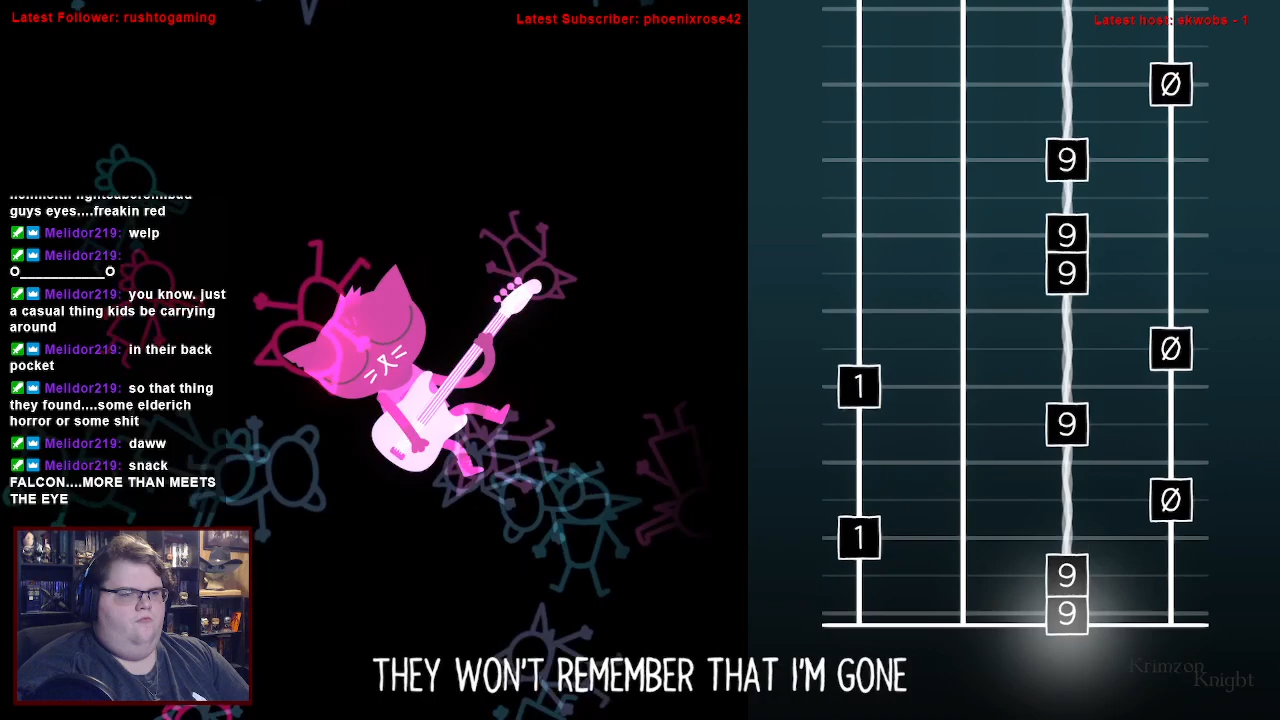 Latest Follower: rushtogaming
Latest Subscriber: phoenixrose42
Latest host: skwobs - 1
guys eyes....freakin red
Melidor219: welp
Melidor219:
O____________O
Melidor219: you know. just
a casual thing kids be carrying
around
Melidor219: in their back
pocket
Melidor219: so that thing
they found....some elderich
horror or some shit
Melidor219: daww
Melidor219: snack
FALCON....MORE THAN MEETS
THE EYE
Ø
9
9
9
Ø
1
9
Ø
1
9
9
THEY WON'T REMEMBER THAT I'M GONE
Krimzon
Knight